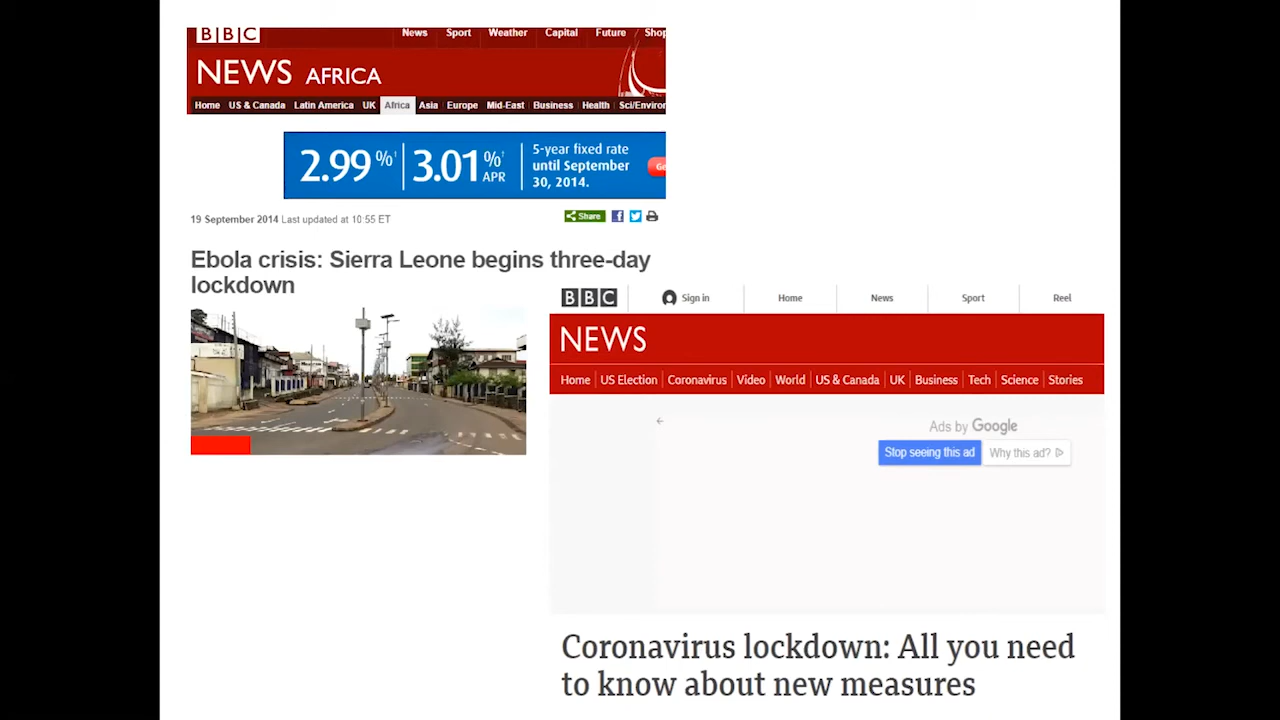 BBC
News Sport Weather Capital Future Shop
NEWS AFRICA
Home US & Canada Latin America UK Africa Asia Europe Mid-East Business Health Sci/Environ
2.99%† 3.01%† APR
5-year fixed rate
until September
30, 2014.
Ge
19 September 2014 Last updated at 10:55 ET
Share
Ebola crisis: Sierra Leone begins three-day
lockdown
BBC Sign in Home News Sport Reel
NEWS
Home US Election Coronavirus Video World US & Canada UK Business Tech Science Stories
Ads by Google
Stop seeing this ad Why this ad?
Coronavirus lockdown: All you need
to know about new measures